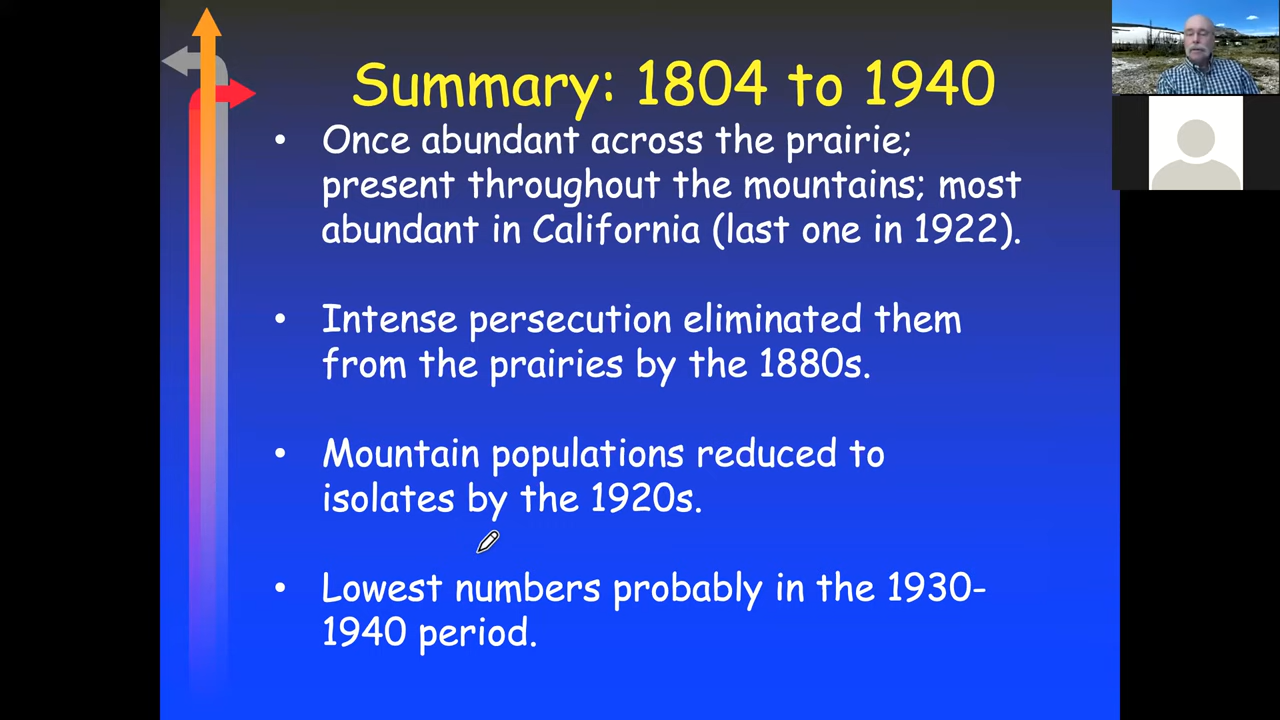 Summary: 1804 to 1940
• Once abundant across the prairie;
present throughout the mountains; most
abundant in California (last one in 1922).
• Intense persecution eliminated them
from the prairies by the 1880s.
• Mountain populations reduced to
isolates by the 1920s.
• Lowest numbers probably in the 1930-
1940 period.